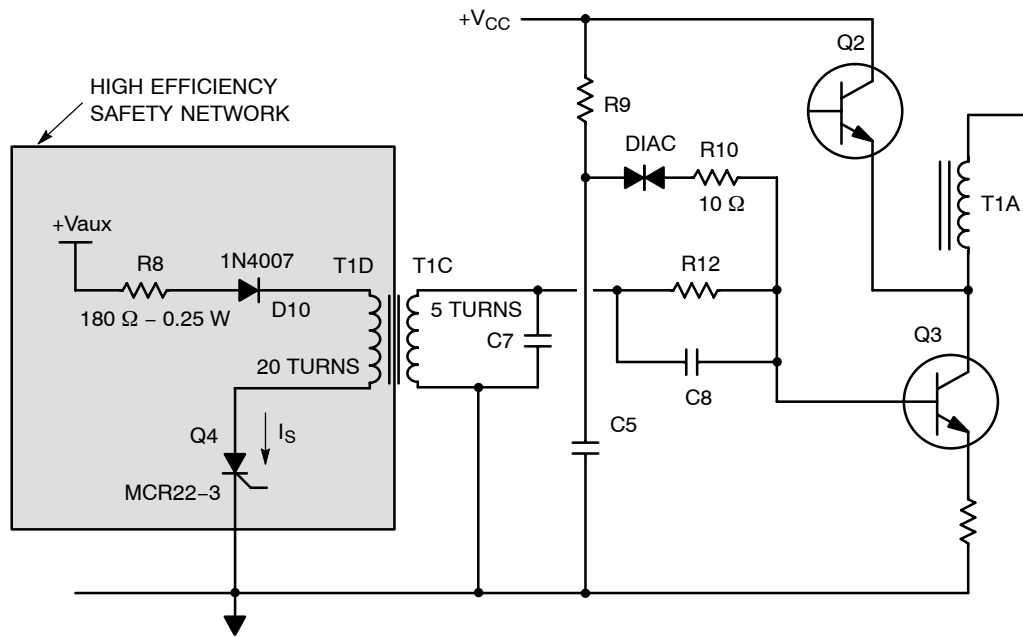 +VCC
Q2
HIGH EFFICIENCY
SAFETY NETWORK
R9
DIAC
R10
10 Ω
T1A
+Vaux
R8
1N4007
T1D
T1C
R12
D10
5 TURNS
180 Ω – 0.25 W
C7
Q3
20 TURNS
C8
Q4
IS
C5
MCR22–3